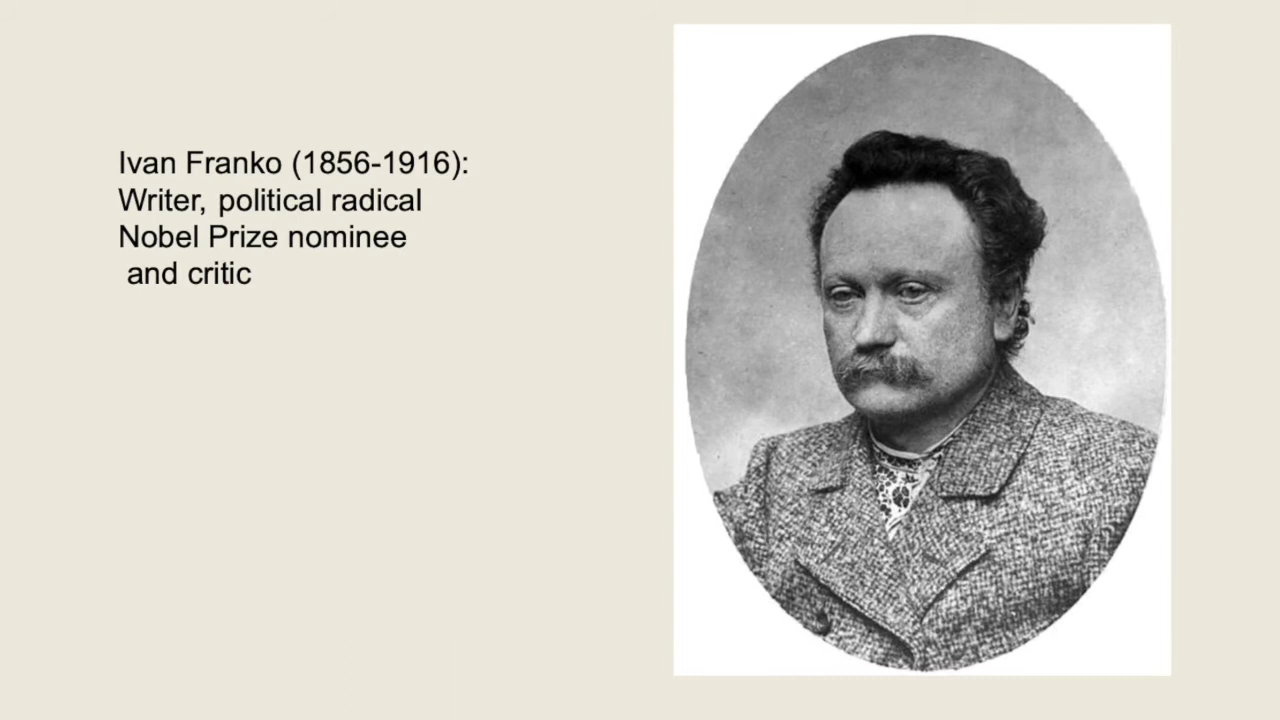 Ivan Franko (1856-1916):
Writer, political radical
Nobel Prize nominee
and critic